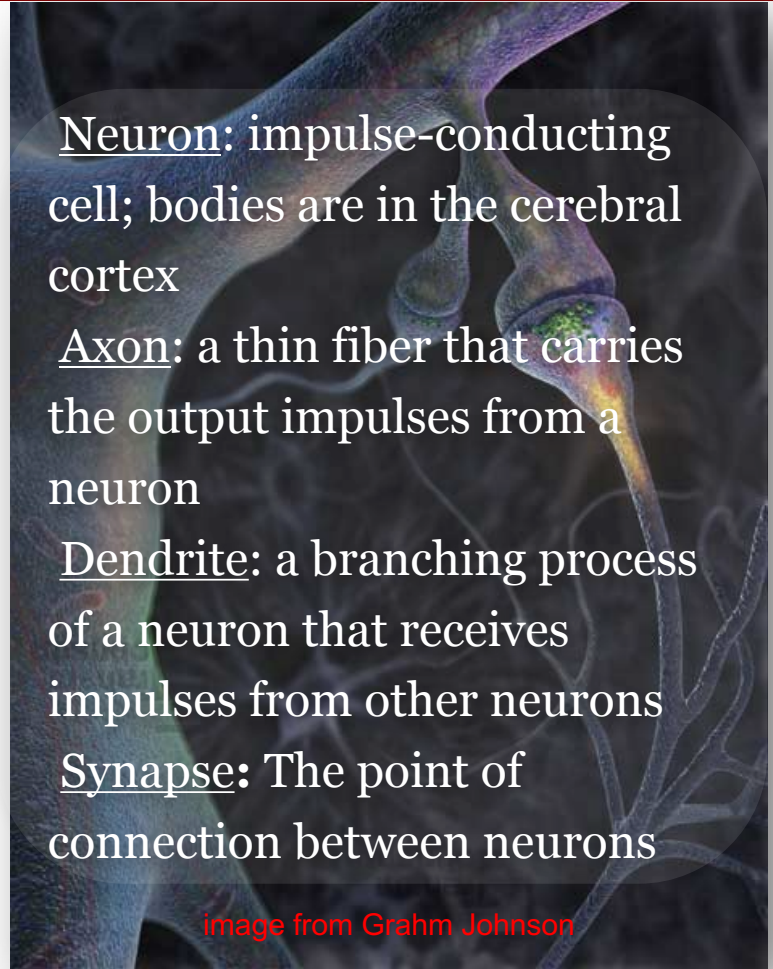 Neuron: impulse-conducting
cell; bodies are in the cerebral
cortex
Axon: a thin fiber that carries
the output impulses from a
neuron
Dendrite: a branching process
of a neuron that receives
impulses from other neurons
Synapse: The point of
connection between neurons
image from Grahm Johnson